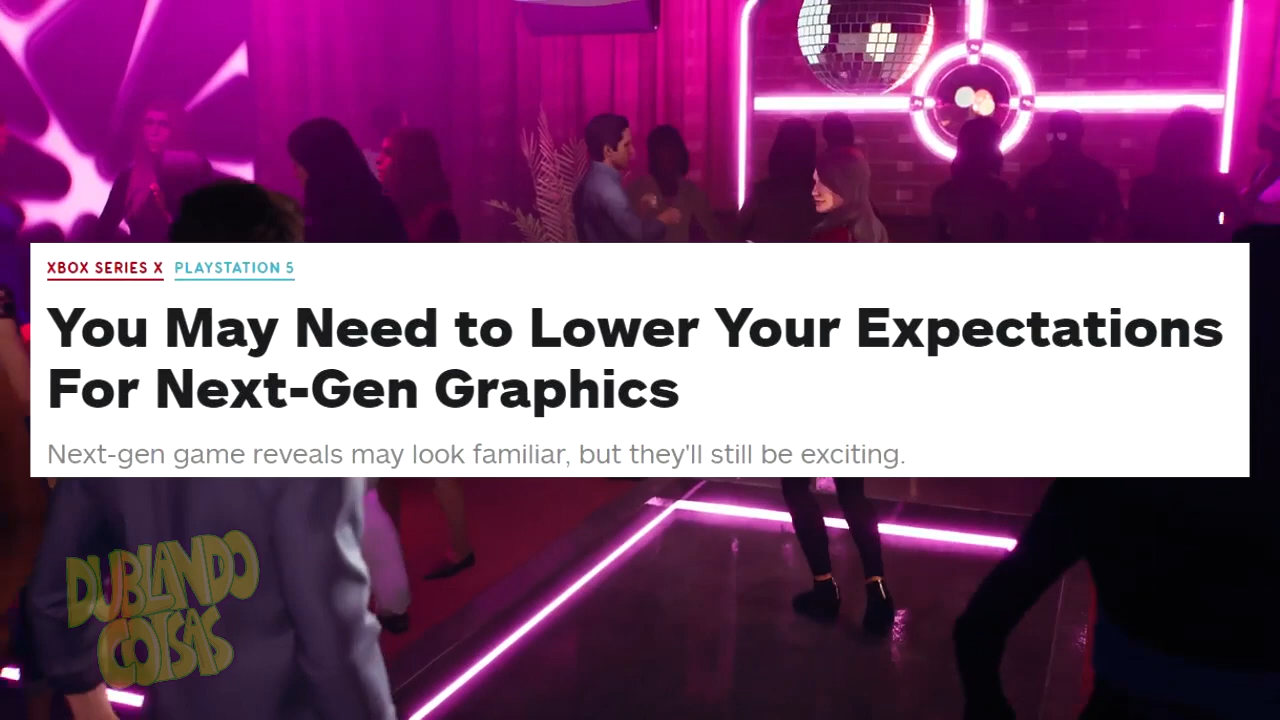 XBOX SERIES X PLAYSTATION 5
You May Need to Lower Your Expectations
For Next-Gen Graphics
Next-gen game reveals may look familiar, but they'll still be exciting.
DUBLANDO
COISAS